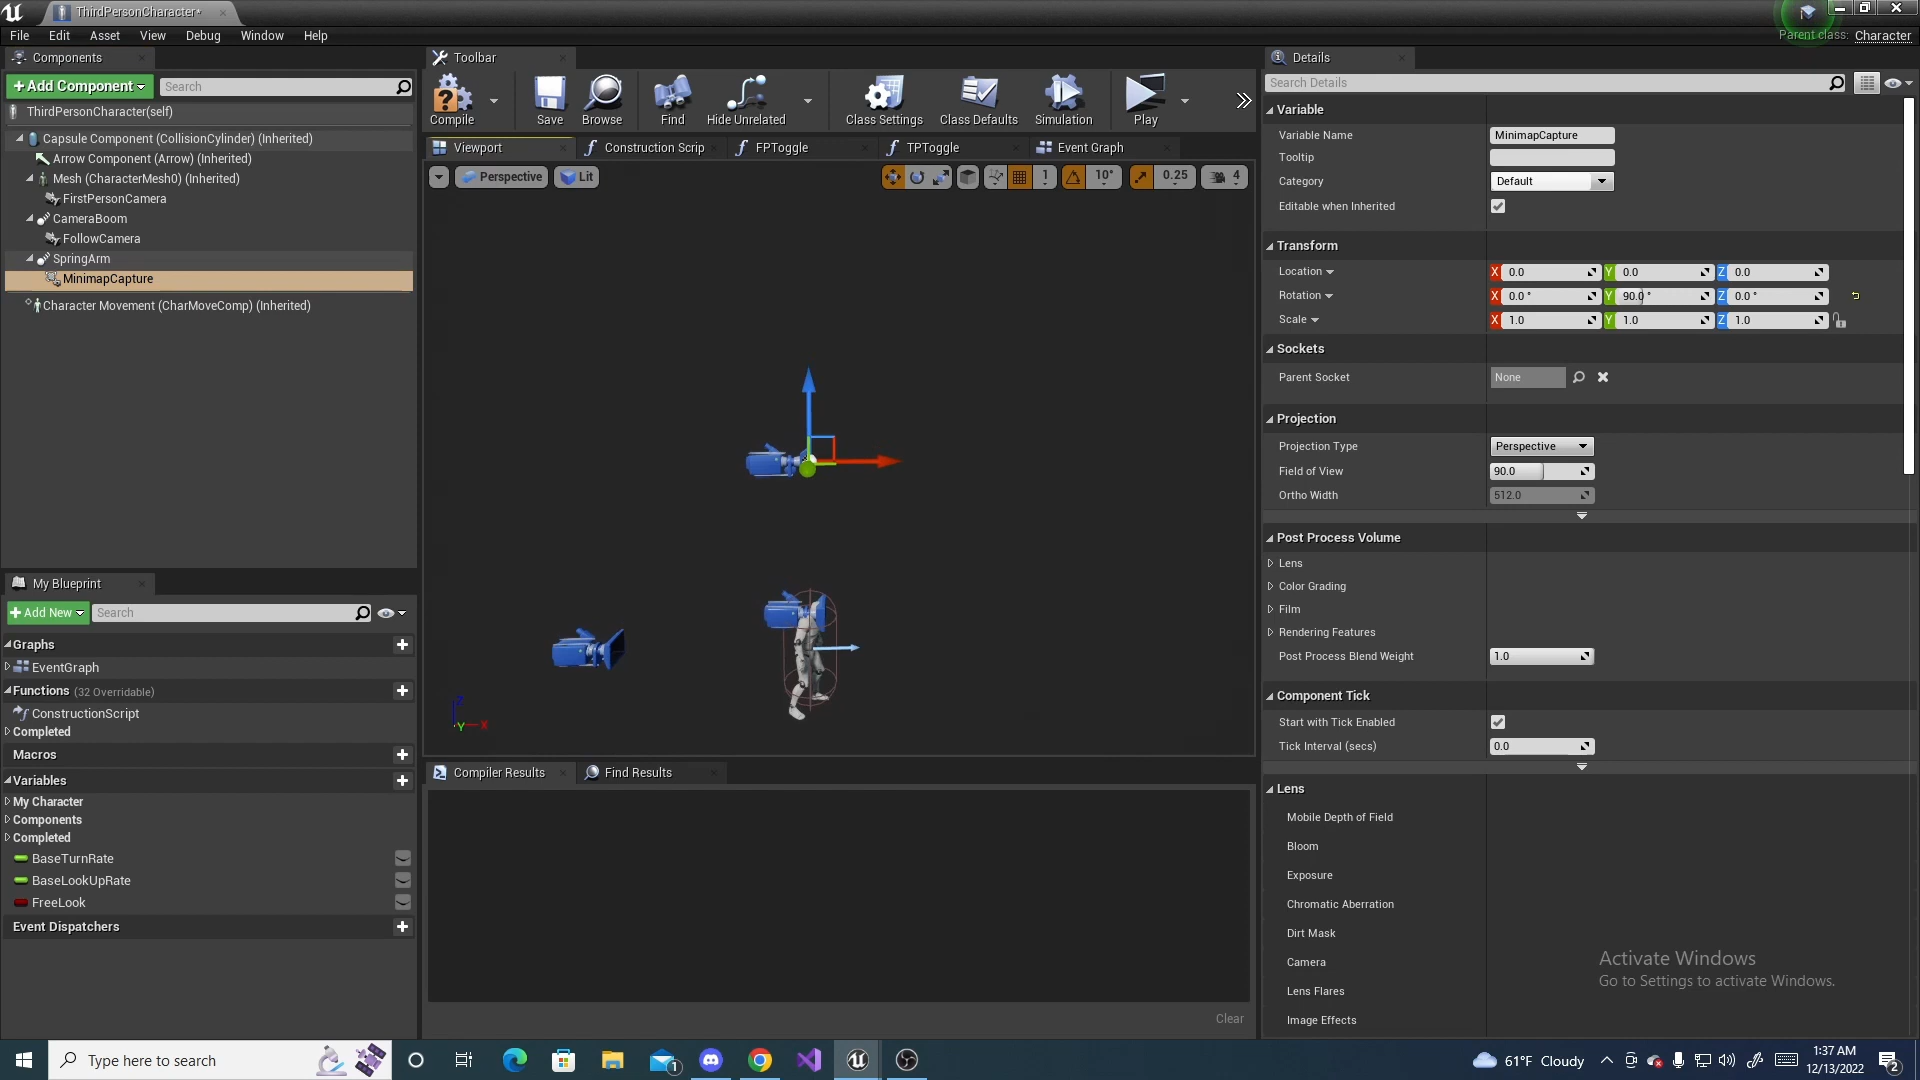 ThirdPersonCharacter*
File Edit Asset View Debug Window Help
Parent class: Character
Components
+ Add Component
Search
ThirdPersonCharacter(self)
Capsule Component (CollisionCylinder) (Inherited)
Arrow Component (Arrow) (Inherited)
Mesh (CharacterMesh0) (Inherited)
FirstPersonCamera
CameraBoom
FollowCamera
SpringArm
MinimapCapture
Character Movement (CharMoveComp) (Inherited)
My Blueprint
+ Add New
Search
Graphs
EventGraph
Functions (32 Overridable)
ConstructionScript
Completed
Macros
Variables
My Character
Components
Completed
BaseTurnRate
BaseLookUpRate
FreeLook
Event Dispatchers
Toolbar
Compile Save Browse Find Hide Unrelated Class Settings Class Defaults Simulation Play
Viewport Construction Scrip FPToggle TPToggle Event Graph
Perspective Lit 1 10° 0.25 4
Z
Y X
Compiler Results Find Results
Clear
Details
Search Details
Variable
Variable Name MinimapCapture
Tooltip
Category Default
Editable when Inherited
Transform
Location X 0.0 Y 0.0 Z 0.0
Rotation X 0.0 ° Y 90.0 ° Z 0.0 °
Scale X 1.0 Y 1.0 Z 1.0
Sockets
Parent Socket None
Projection
Projection Type Perspective
Field of View 90.0
Ortho Width 512.0
Post Process Volume
Lens
Color Grading
Film
Rendering Features
Post Process Blend Weight 1.0
Component Tick
Start with Tick Enabled
Tick Interval (secs) 0.0
Lens
Mobile Depth of Field
Bloom
Exposure
Chromatic Aberration
Dirt Mask
Camera
Lens Flares
Image Effects
Activate Windows
Go to Settings to activate Windows.
Type here to search
1
61°F Cloudy
1:37 AM
12/13/2022
2